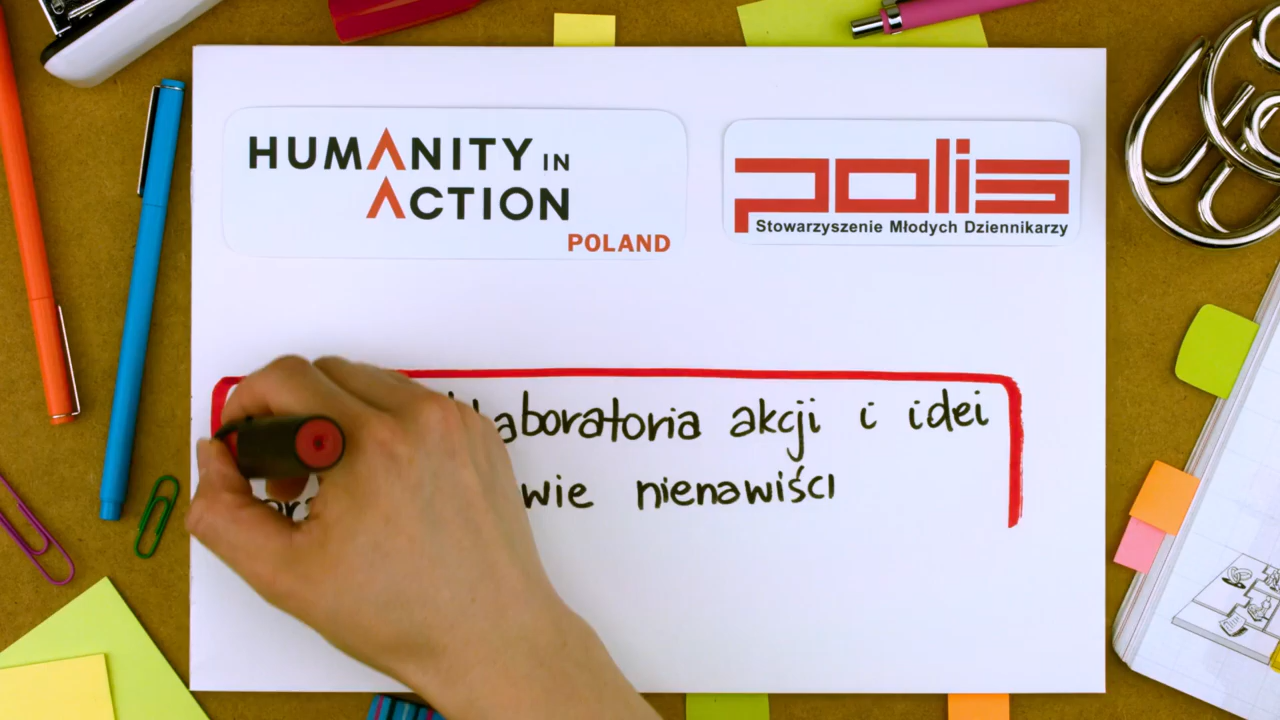 HUMANITY IN
ACTION
POLAND
polis
Stowarzyszenie Młodych Dziennikarzy
laboratoria akcji i idei
nienawiści